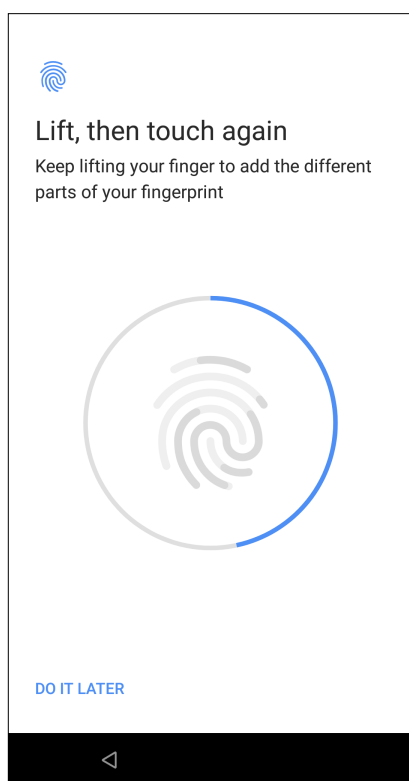 Lift, then touch again
Keep lifting your finger to add the different
parts of your fingerprint
DO IT LATER